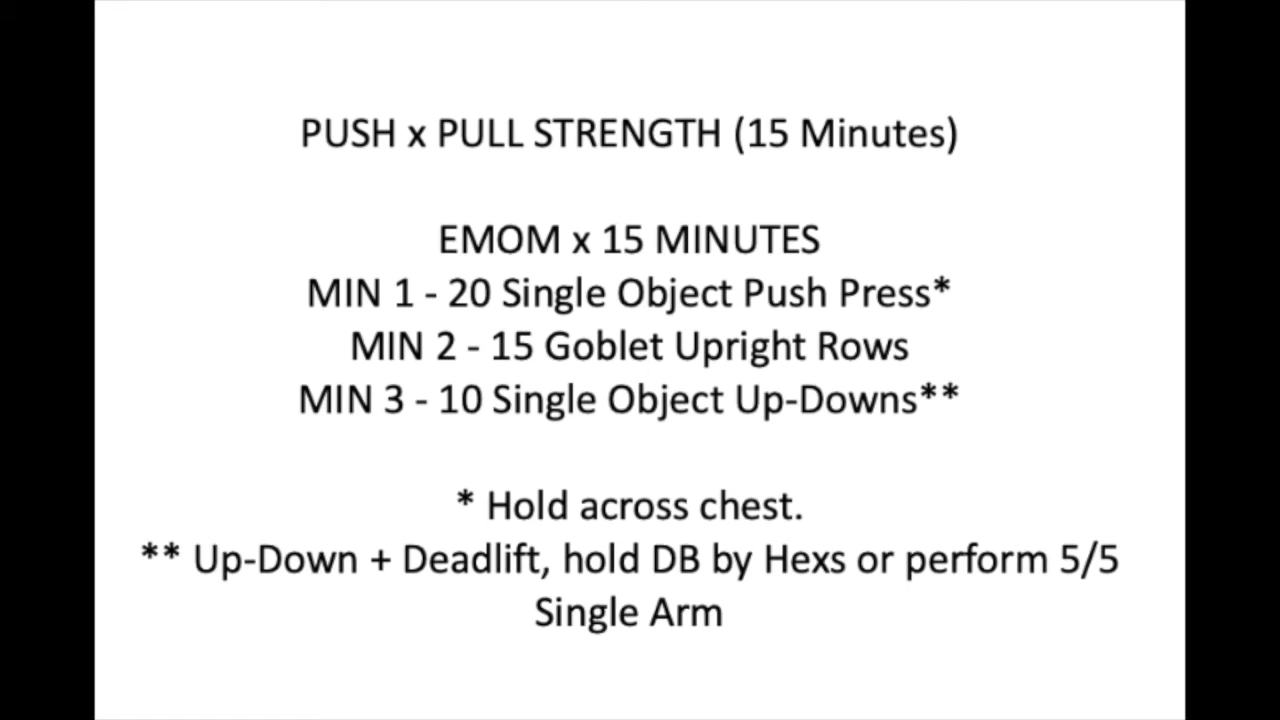 PUSH x PULL STRENGTH (15 Minutes)
EMOM x 15 MINUTES
MIN 1 - 20 Single Object Push Press*
MIN 2 - 15 Goblet Upright Rows
MIN 3 - 10 Single Object Up-Downs**
* Hold across chest.
** Up-Down + Deadlift, hold DB by Hexs or perform 5/5
Single Arm